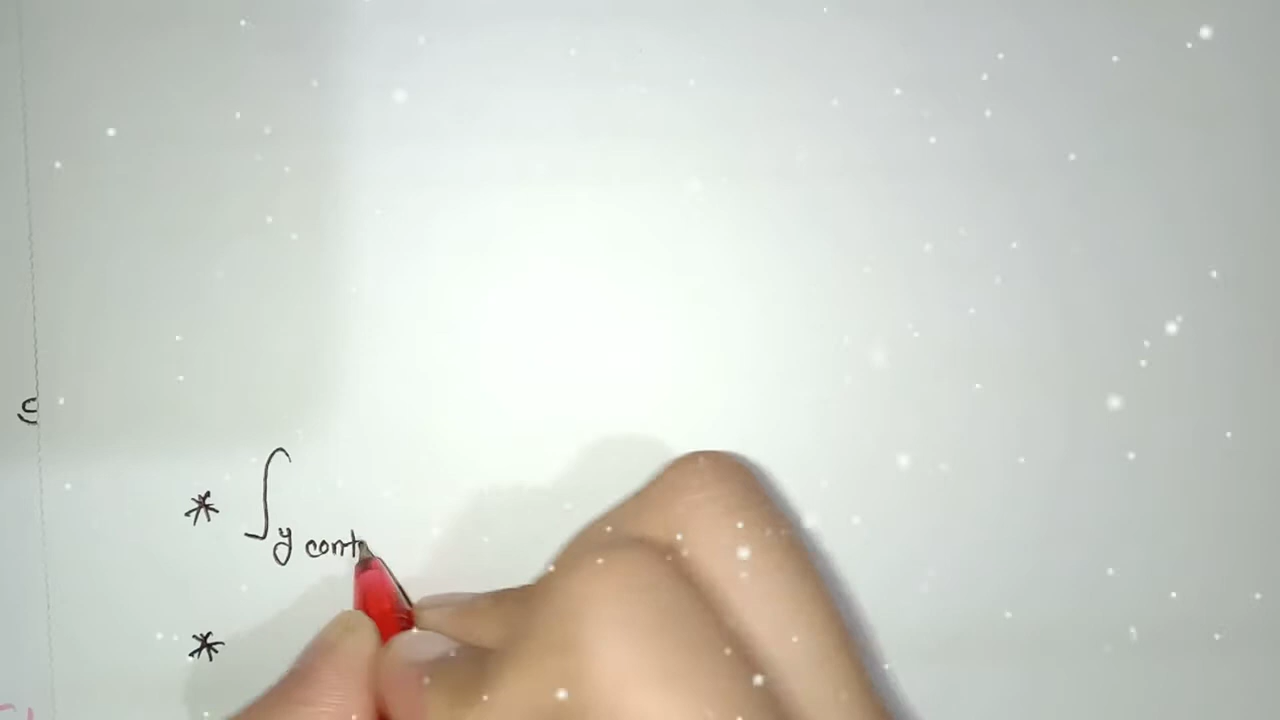 * ∫ y cont
*